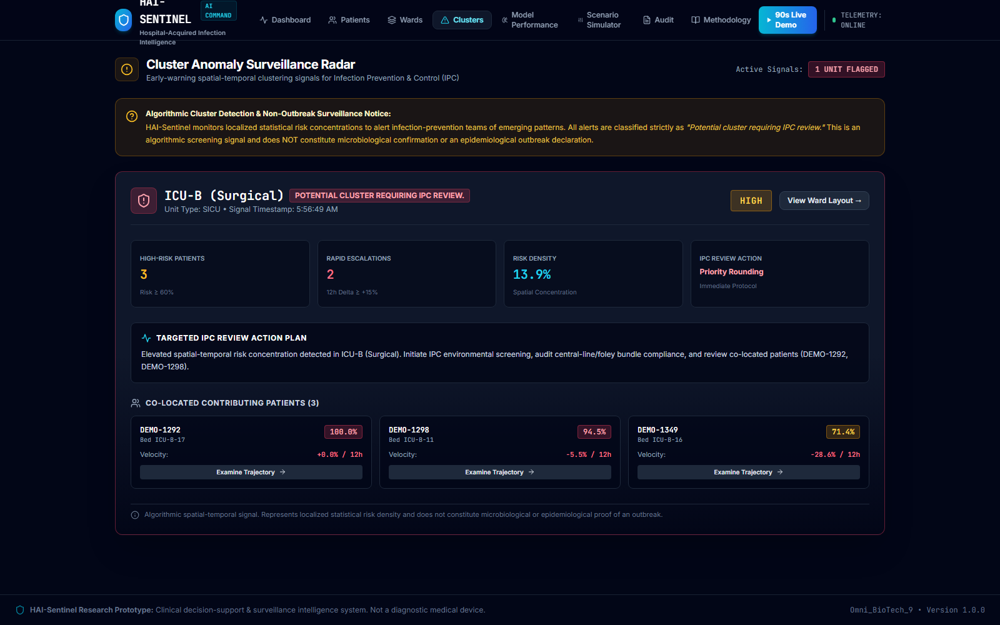 HAI-
SENTINEL
AI
COMMAND
Hospital-Acquired Infection
Intelligence
Dashboard
Patients
Wards
Clusters
Model
Performance
Scenario
Simulator
Audit
Methodology
90s Live
Demo
TELEMETRY:
ONLINE
Cluster Anomaly Surveillance Radar
Early-warning spatial-temporal clustering signals for Infection Prevention & Control (IPC)
Active Signals:
1 UNIT FLAGGED
Algorithmic Cluster Detection & Non-Outbreak Surveillance Notice:
HAI-Sentinel monitors localized statistical risk concentrations to alert infection-prevention teams of emerging patterns. All alerts are classified strictly as "Potential cluster requiring IPC review." This is an
algorithmic screening signal and does NOT constitute microbiological confirmation or an epidemiological outbreak declaration.
ICU-B (Surgical)
POTENTIAL CLUSTER REQUIRING IPC REVIEW.
Unit Type: SICU • Signal Timestamp: 5:56:49 AM
HIGH
View Ward Layout →
HIGH-RISK PATIENTS
3
Risk ≥ 60%
RAPID ESCALATIONS
2
12h Delta ≥ +15%
RISK DENSITY
13.9%
Spatial Concentration
IPC REVIEW ACTION
Priority Rounding
Immediate Protocol
TARGETED IPC REVIEW ACTION PLAN
Elevated spatial-temporal risk concentration detected in ICU-B (Surgical). Initiate IPC environmental screening, audit central-line/foley bundle compliance, and review co-located patients (DEMO-1292,
DEMO-1298).
CO-LOCATED CONTRIBUTING PATIENTS (3)
DEMO-1292
100.0%
Bed ICU-B-17
Velocity:
+0.0% / 12h
Examine Trajectory →
DEMO-1298
94.5%
Bed ICU-B-11
Velocity:
-5.5% / 12h
Examine Trajectory →
DEMO-1349
71.4%
Bed ICU-B-16
Velocity:
-28.6% / 12h
Examine Trajectory →
Algorithmic spatial-temporal signal. Represents localized statistical risk density and does not constitute microbiological or epidemiological proof of an outbreak.
HAI-Sentinel Research Prototype: Clinical decision-support & surveillance intelligence system. Not a diagnostic medical device.
Omni_BioTech_9 • Version 1.0.0